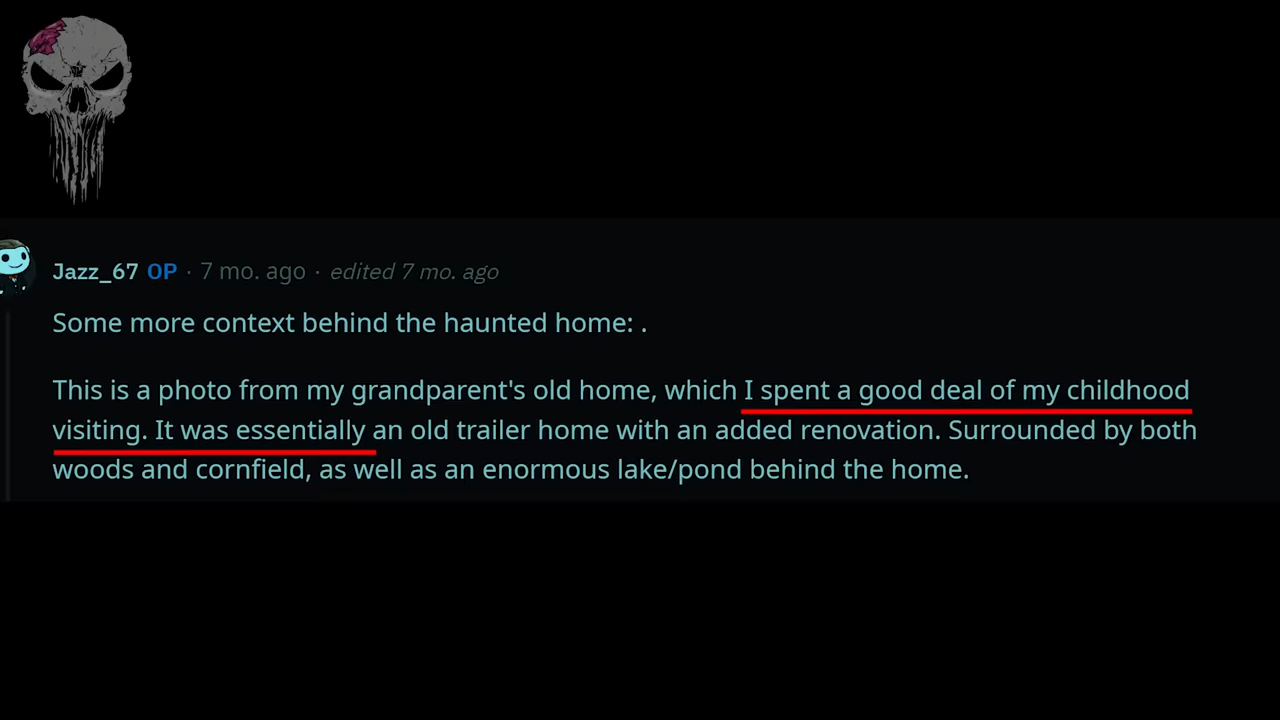 Jazz_67 OP · 7 mo. ago · edited 7 mo. ago
Some more context behind the haunted home: .
This is a photo from my grandparent's old home, which I spent a good deal of my childhood
visiting. It was essentially an old trailer home with an added renovation. Surrounded by both
woods and cornfield, as well as an enormous lake/pond behind the home.